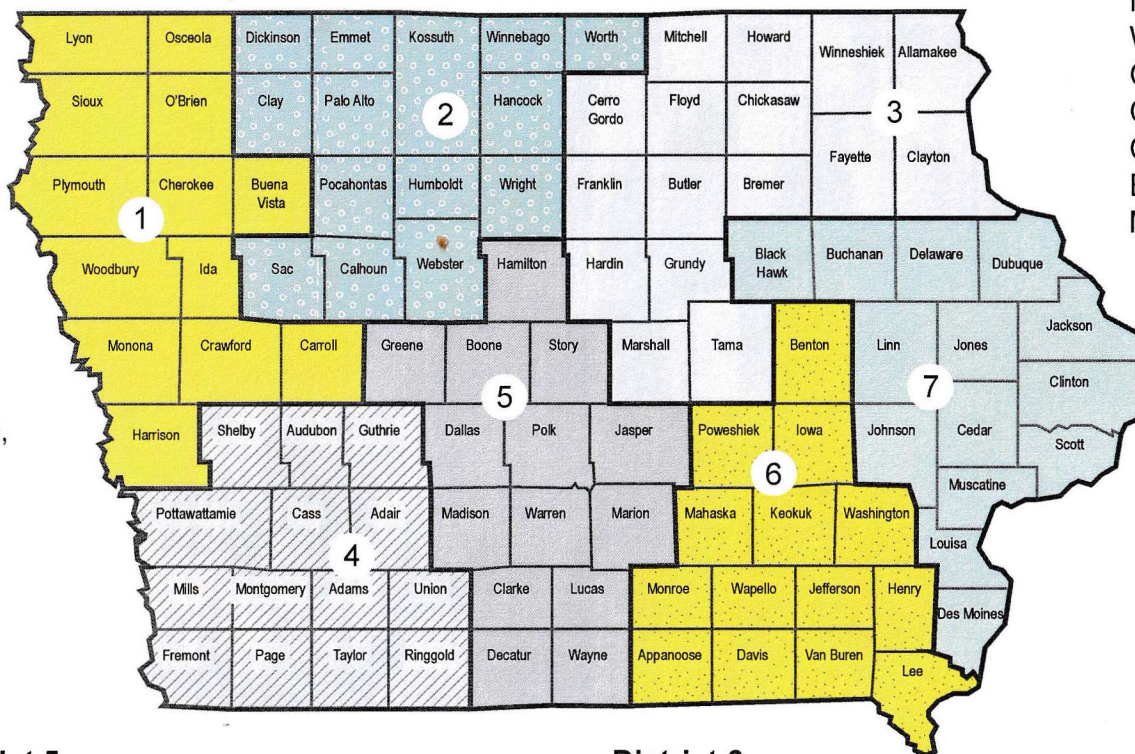 Lyon Osceola Dickinson Emmet Kossuth Winnebago Worth Mitchell Howard Winneshiek Allamakee
Sioux O'Brien Clay Palo Alto 2 Hancock Cerro Gordo Floyd Chickasaw 3
Plymouth Cherokee Buena Vista Pocahontas Humboldt Wright Franklin Butler Bremer Fayette Clayton
1
Woodbury Ida Sac Calhoun Webster Hamilton Hardin Grundy Black Hawk Buchanan Delaware Dubuque
Monona Crawford Carroll Greene Boone Story Marshall Tama Benton Linn Jones Jackson
5 7 Clinton
Harrison Shelby Audubon Guthrie Dallas Polk Jasper Poweshiek Iowa Johnson Cedar Scott
6 Muscatine
Pottawattamie Cass Adair Madison Warren Marion Mahaska Keokuk Washington
4 Louisa
Mills Montgomery Adams Union Clarke Lucas Monroe Wapello Jefferson Henry Des Moines
Fremont Page Taylor Ringgold Decatur Wayne Appanoose Davis Van Buren Lee